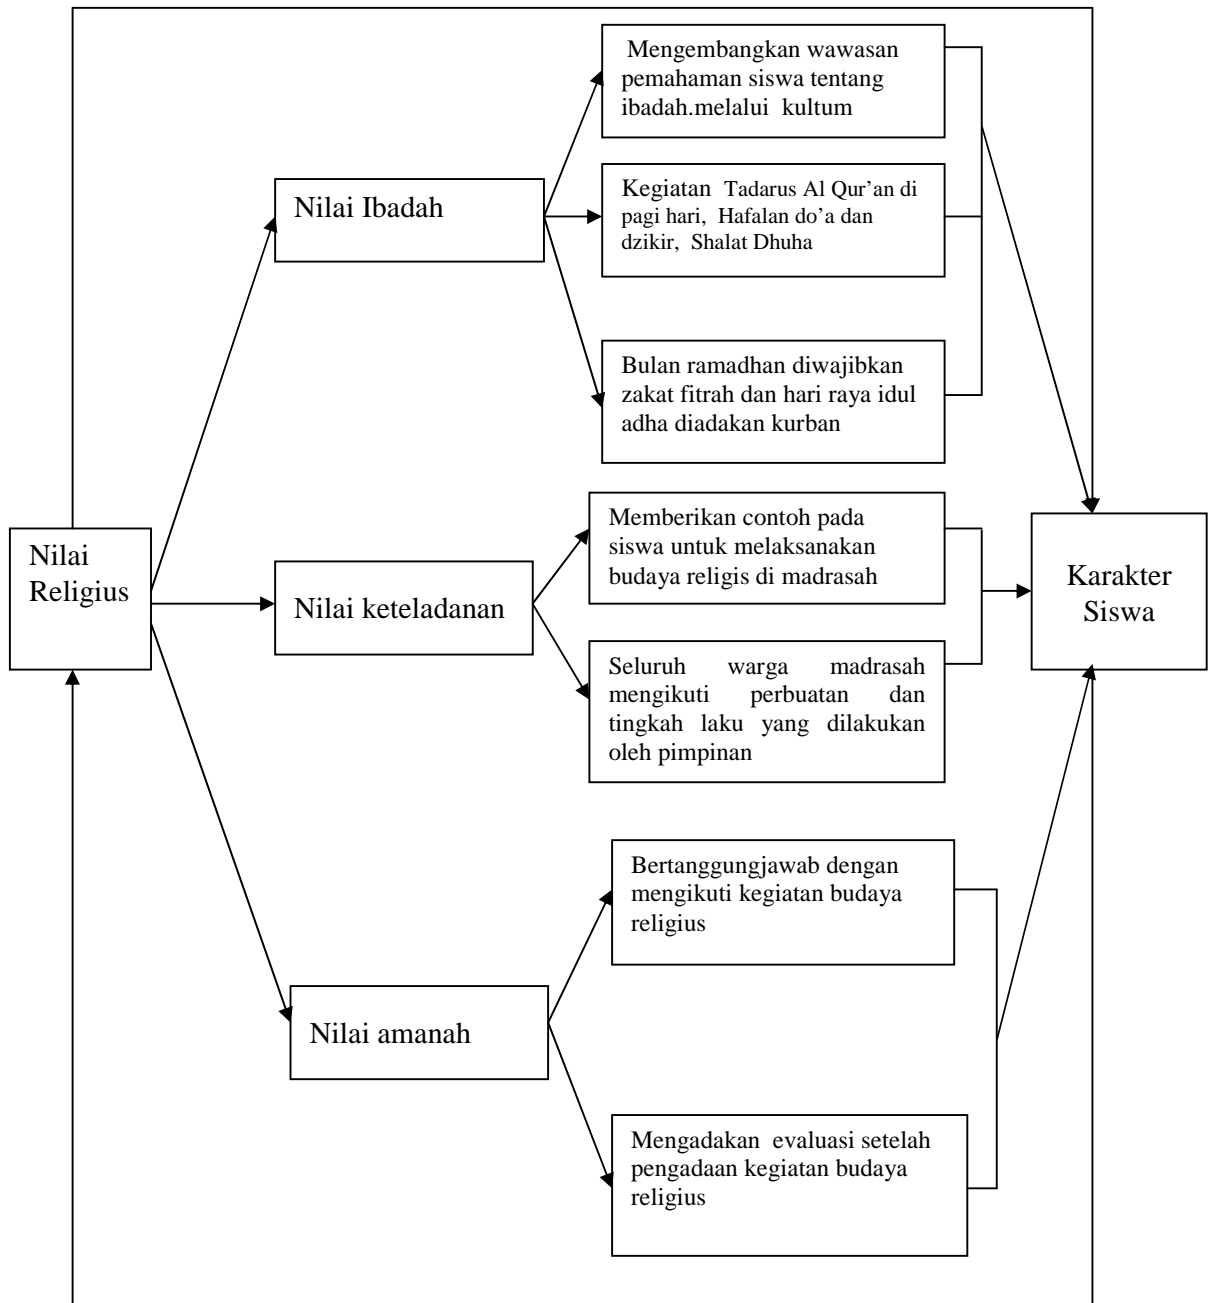 Mengembangkan wawasan
pemahaman siswa tentang
ibadah.melalui kultum
Nilai Ibadah
Kegiatan Tadarus Al Qur’an di
pagi hari, Hafalan do’a dan
dzikir, Shalat Dhuha
Bulan ramadhan diwajibkan
zakat fitrah dan hari raya idul
adha diadakan kurban
Nilai
Religius
Nilai keteladanan
Memberikan contoh pada
siswa untuk melaksanakan
budaya religis di madrasah
Seluruh warga madrasah
mengikuti perbuatan dan
tingkah laku yang dilakukan
oleh pimpinan
Karakter
Siswa
Nilai amanah
Bertanggungjawab dengan
mengikuti kegiatan budaya
religius
Mengadakan evaluasi setelah
pengadaan kegiatan budaya
religius